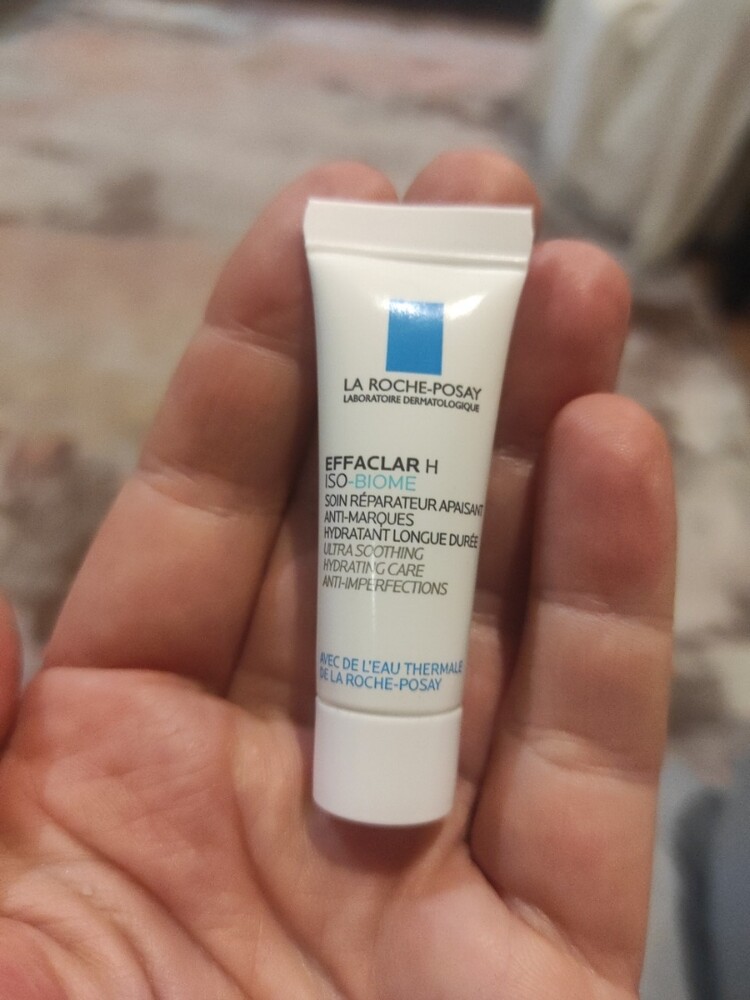 LA ROCHE-POSAY
LABORATOIRE DERMATOLOGIQUE
EFFACLAR H
ISO-BIOME
SOIN RÉPARATEUR APAISANT
ANTI-MARQUES
HYDRATANT LONGUE DURÉE
ULTRA SOOTHING
HYDRATING CARE
ANTI-IMPERFECTIONS
AVEC DE L'EAU THERMALE
DE LA ROCHE-POSAY